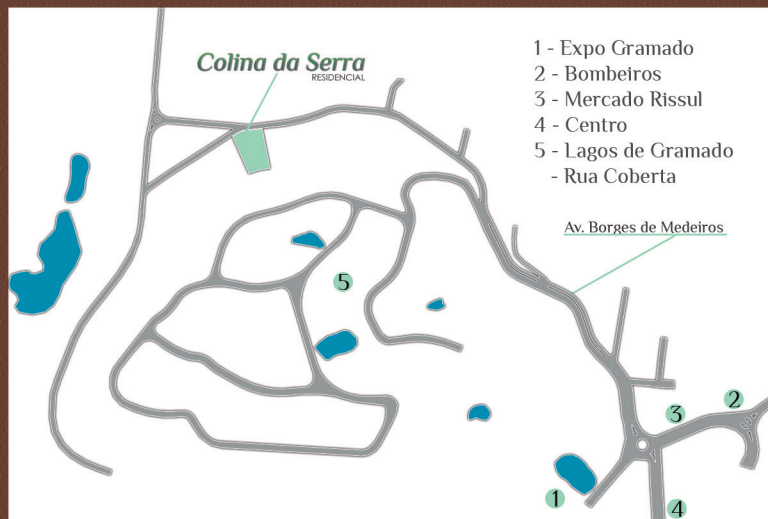 Colina da Serra
RESIDENCIAL
1 - Expo Gramado
2 - Bombeiros
3 - Mercado Rissul
4 - Centro
5 - Lagos de Gramado
- Rua Coberta
Av. Borges de Medeiros
5
2
3
1
4